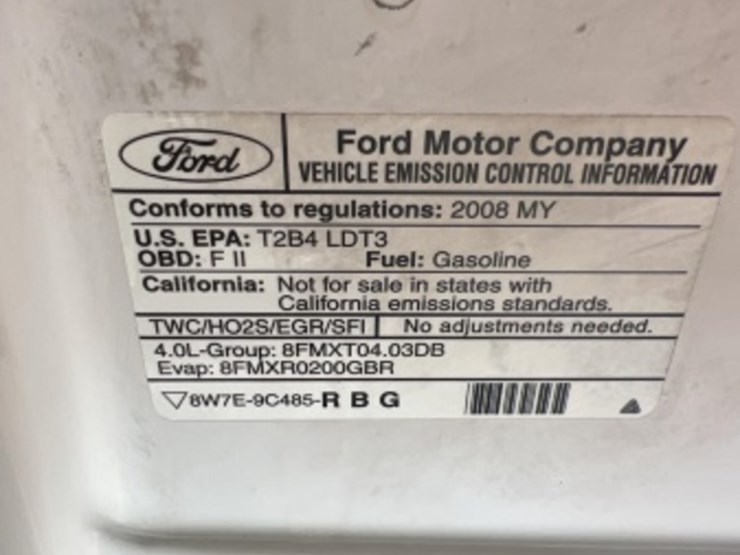 Ford
Ford Motor Company
VEHICLE EMISSION CONTROL INFORMATION
Conforms to regulations: 2008 MY
U.S. EPA: T2B4 LDT3
OBD: F II Fuel: Gasoline
California: Not for sale in states with
California emissions standards.
TWC/HO2S/EGR/SFI No adjustments needed.
4.0L-Group: 8FMXT04.03DB
Evap: 8FMXR0200GBR
8W7E-9C485-R B G